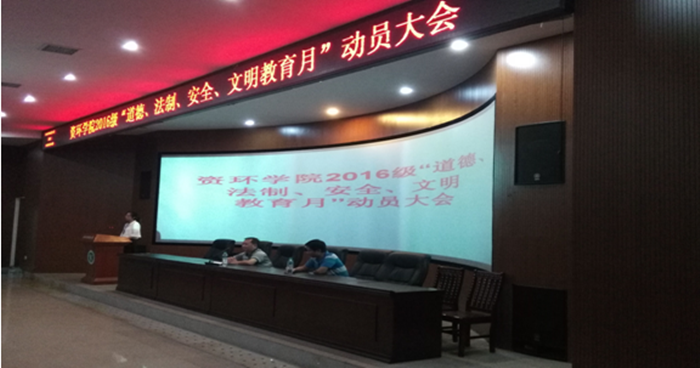 资环学院2016级“道德、法制、安全、文明教育月”动员大会
资环学院2016级“道德、
法制、安全、文明
教育月”动员大会